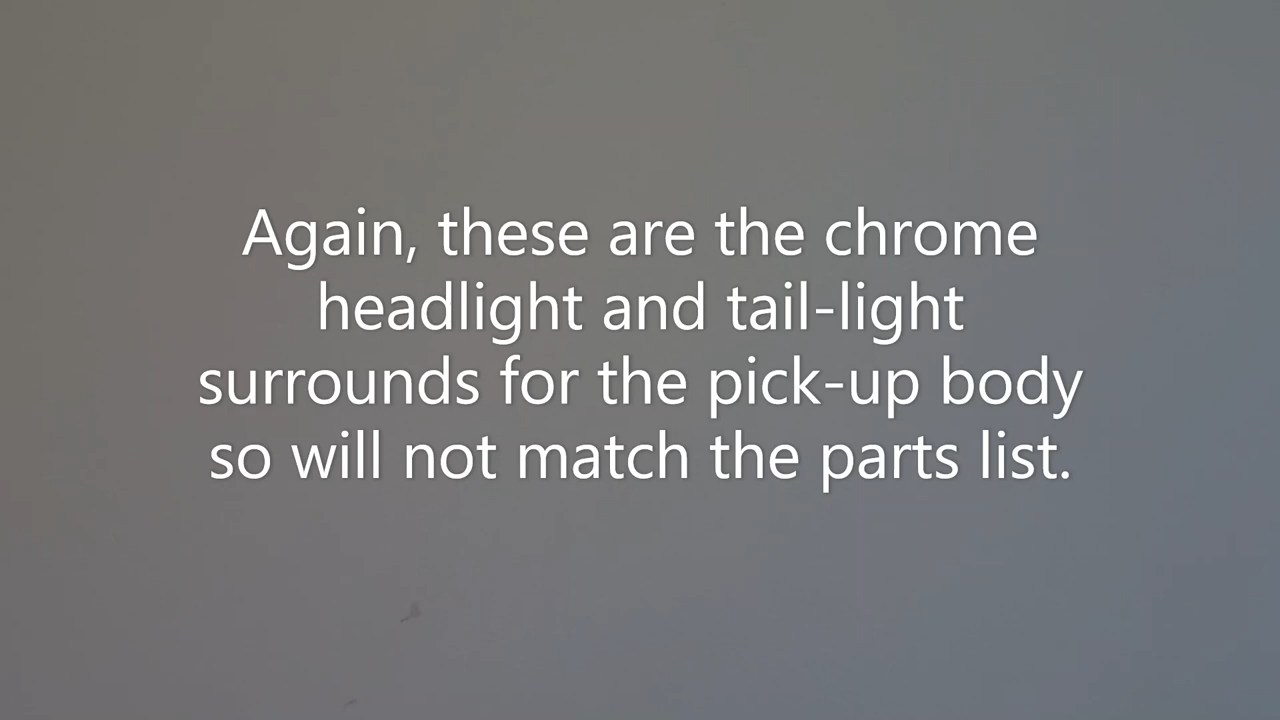 Again, these are the chrome
headlight and tail-light
surrounds for the pick-up body
so will not match the parts list.